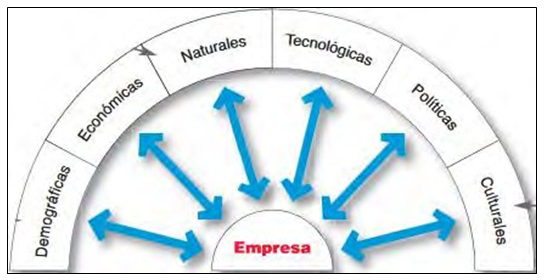 Demográficas
Económicas
Naturales
Tecnológicas
Políticas
Culturales
Empresa